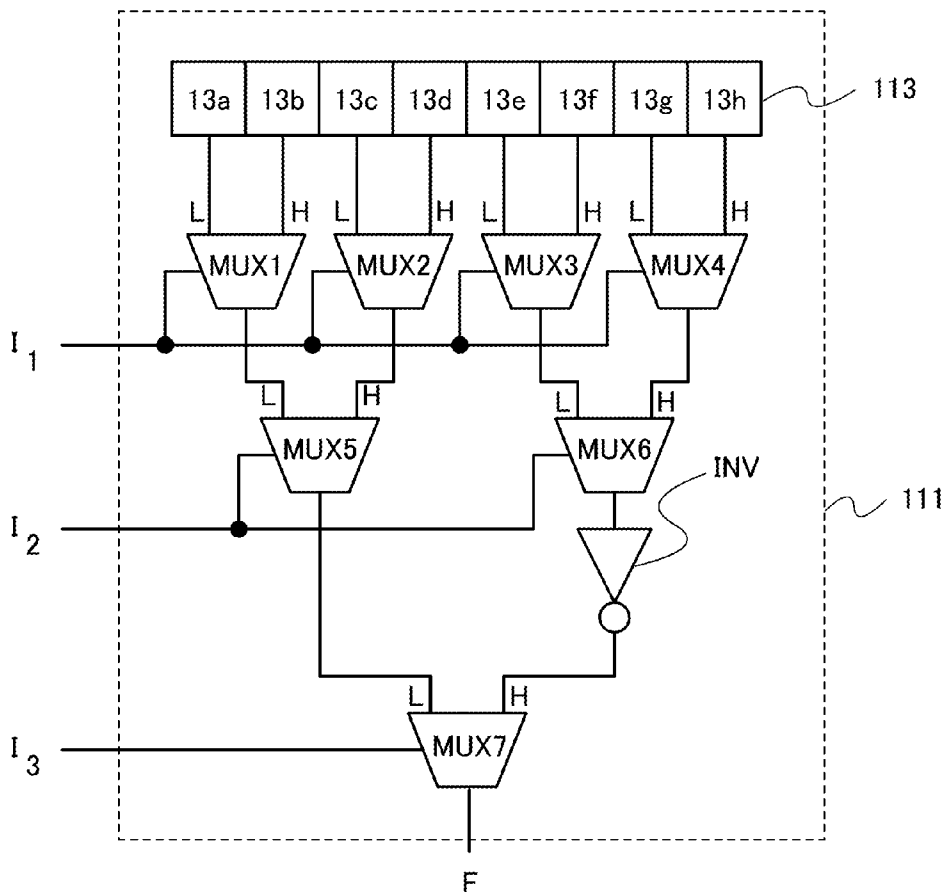 13a 13b 13c 13d 13e 13f 13g 13h
113
L H L H L H L H
MUX1 MUX2 MUX3 MUX4
I1
L H L H
MUX5 MUX6
INV
I2
111
L H
I3
MUX7
F